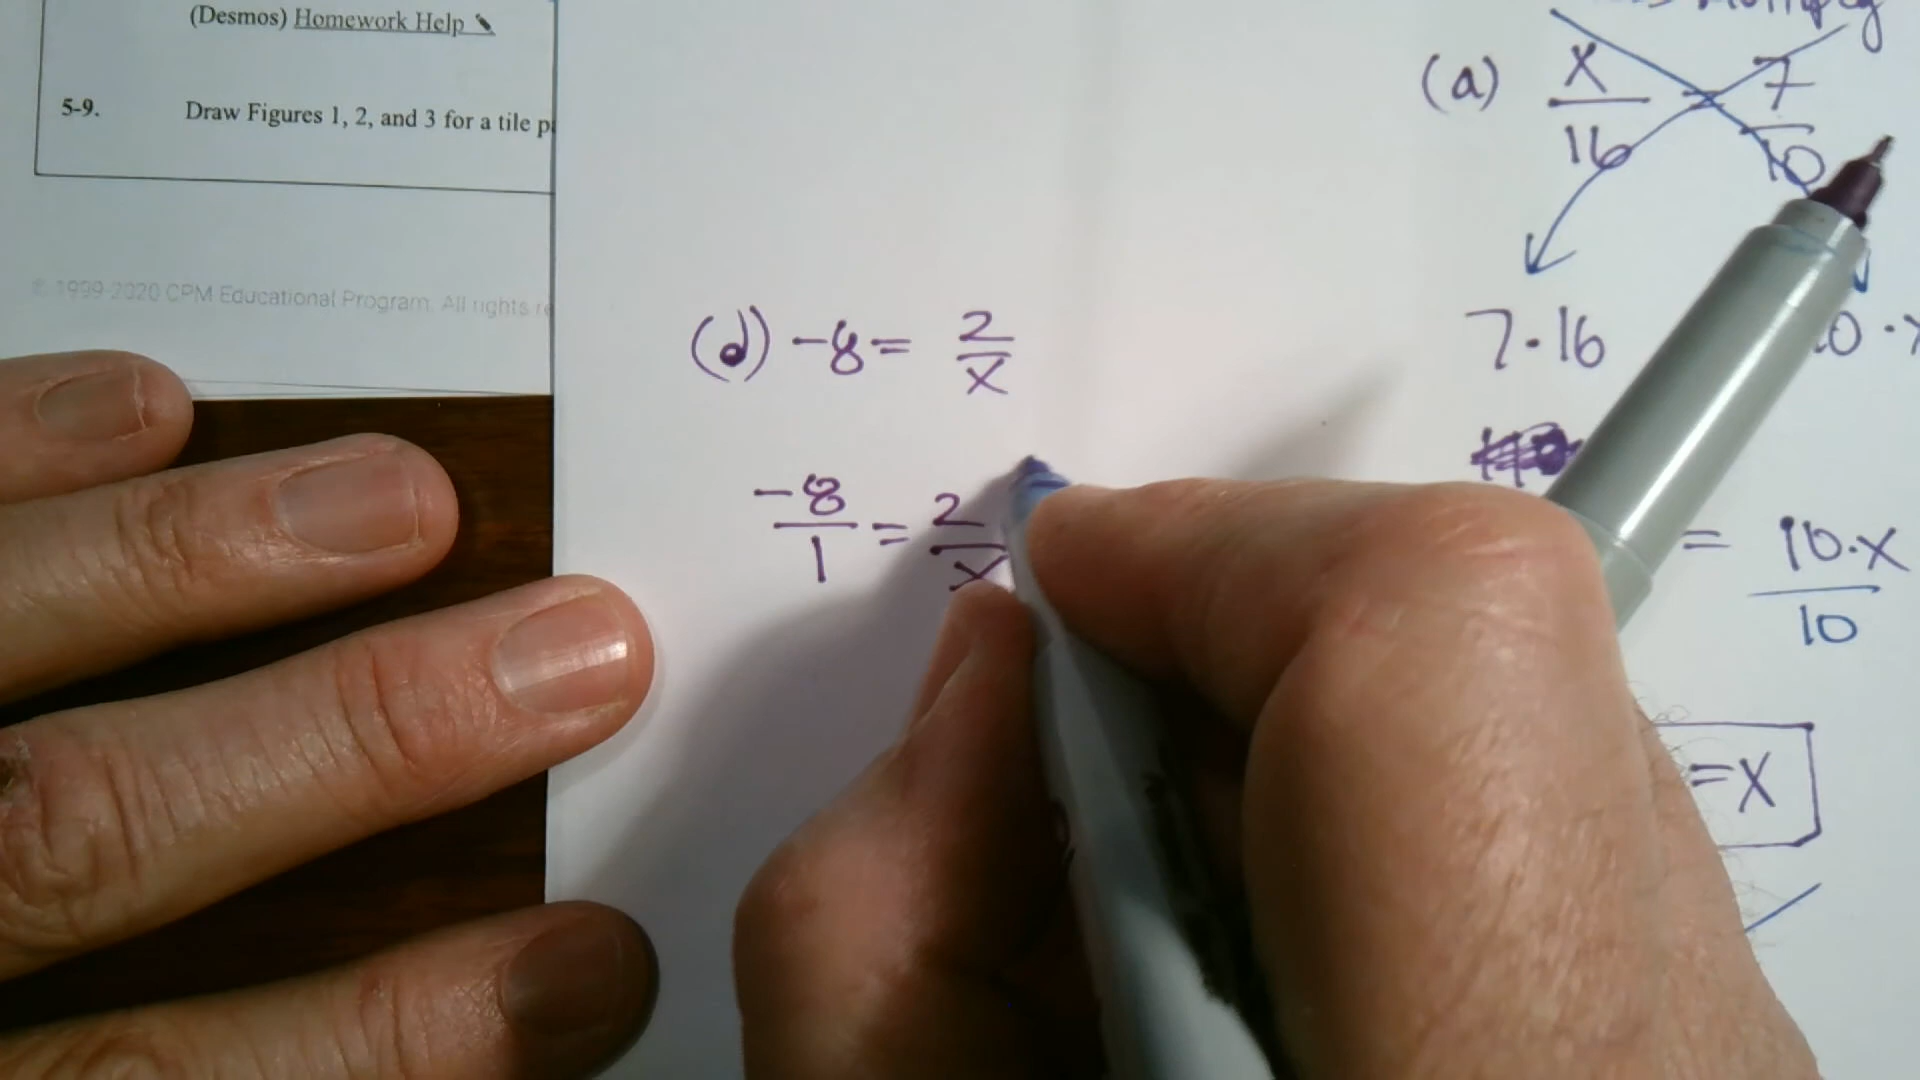 (Desmos) Homework Help
5-9. Draw Figures 1, 2, and 3 for a tile
© 1999-2020 CPM Educational Program. All rights
(d) -8 = 2/x
-8/1 = 2/x
(a) x/16 = 7/10
7·16
= 10·x/10
=x